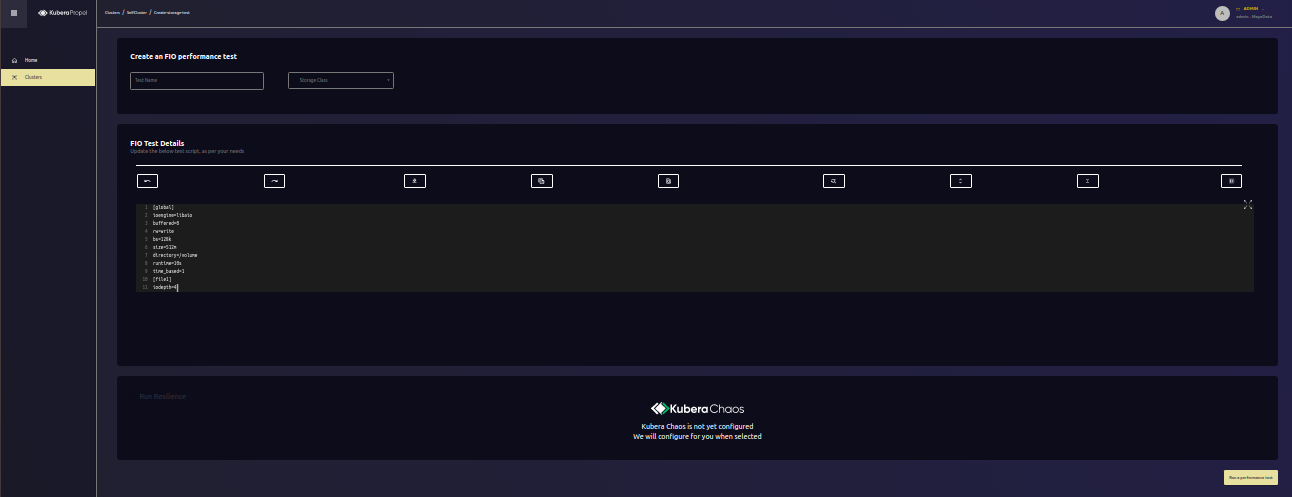 KuberaPropel
Clusters / SelfCluster / Create-storage-test
A
ADMIN
admin - MayaData
Home
Clusters
Create an FIO performance test
Test Name
Storage Class
FIO Test Details
Update the below test script, as per your needs
1 [global]
2 ioengine=libaio
3 buffered=0
4 rw=write
5 bs=128k
6 size=512m
7 directory=/volume
8 runtime=10s
9 time_based=1
10 [file1]
11 iodepth=4
Run Resilience
KuberaChaos
Kubera Chaos is not yet configured
We will configure for you when selected
Run a performance test